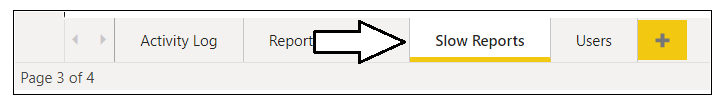 Activity Log Report Slow Reports Users +
Page 3 of 4